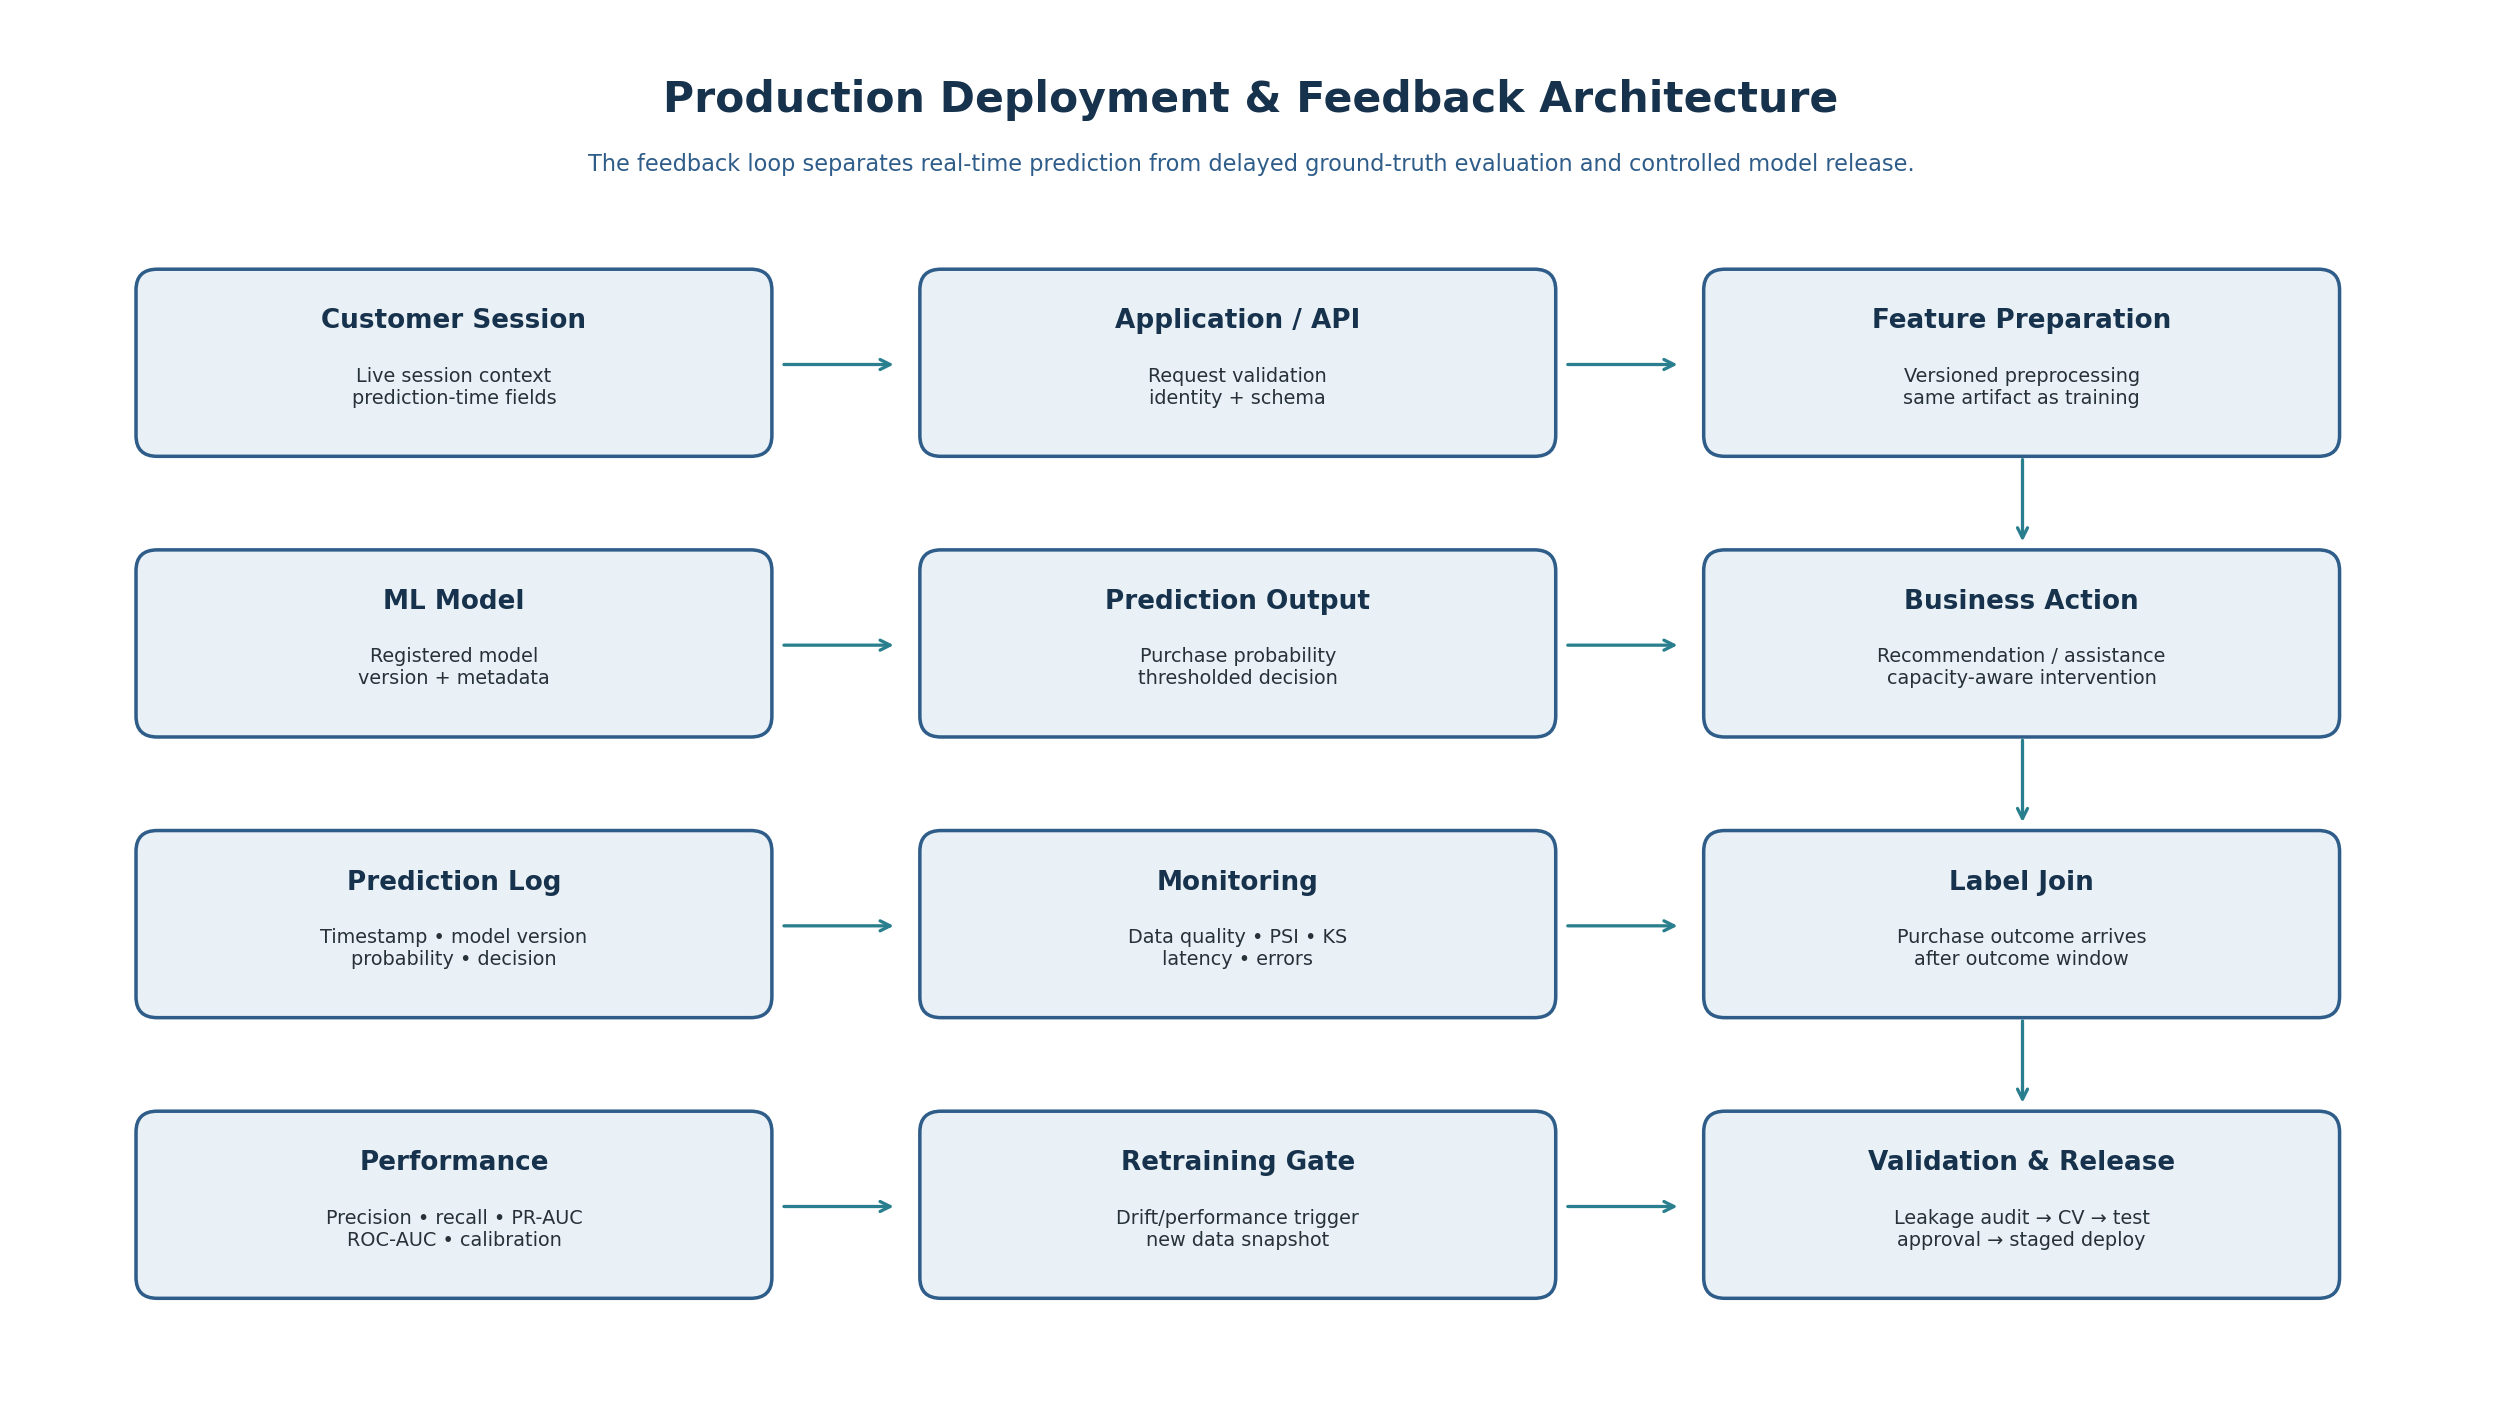 Production Deployment & Feedback Architecture
The feedback loop separates real-time prediction from delayed ground-truth evaluation and controlled model release.
Customer Session
Live session context
prediction-time fields
Application / API
Request validation
identity + schema
Feature Preparation
Versioned preprocessing
same artifact as training
ML Model
Registered model
version + metadata
Prediction Output
Purchase probability
thresholded decision
Business Action
Recommendation / assistance
capacity-aware intervention
Prediction Log
Timestamp • model version
probability • decision
Monitoring
Data quality • PSI • KS
latency • errors
Label Join
Purchase outcome arrives
after outcome window
Performance
Precision • recall • PR-AUC
ROC-AUC • calibration
Retraining Gate
Drift/performance trigger
new data snapshot
Validation & Release
Leakage audit → CV → test
approval → staged deploy